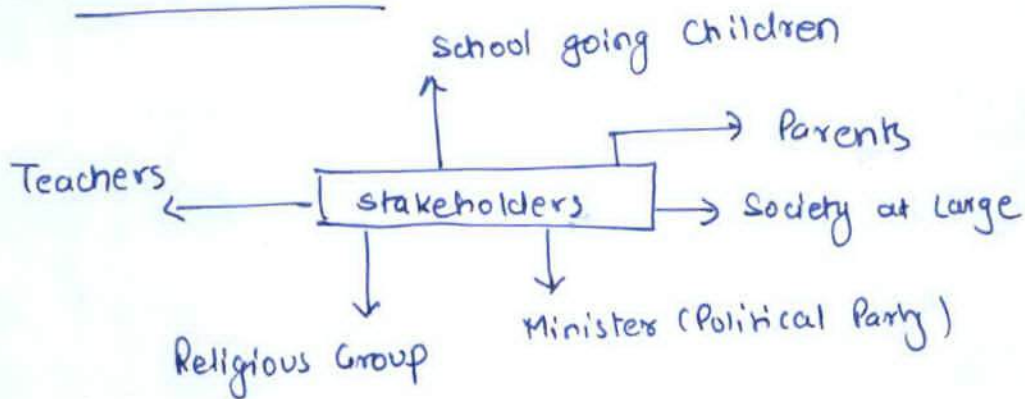 School going Children
Parents
Teachers
Stakeholders
Society at Large
Minister (Political Party)
Religious Group